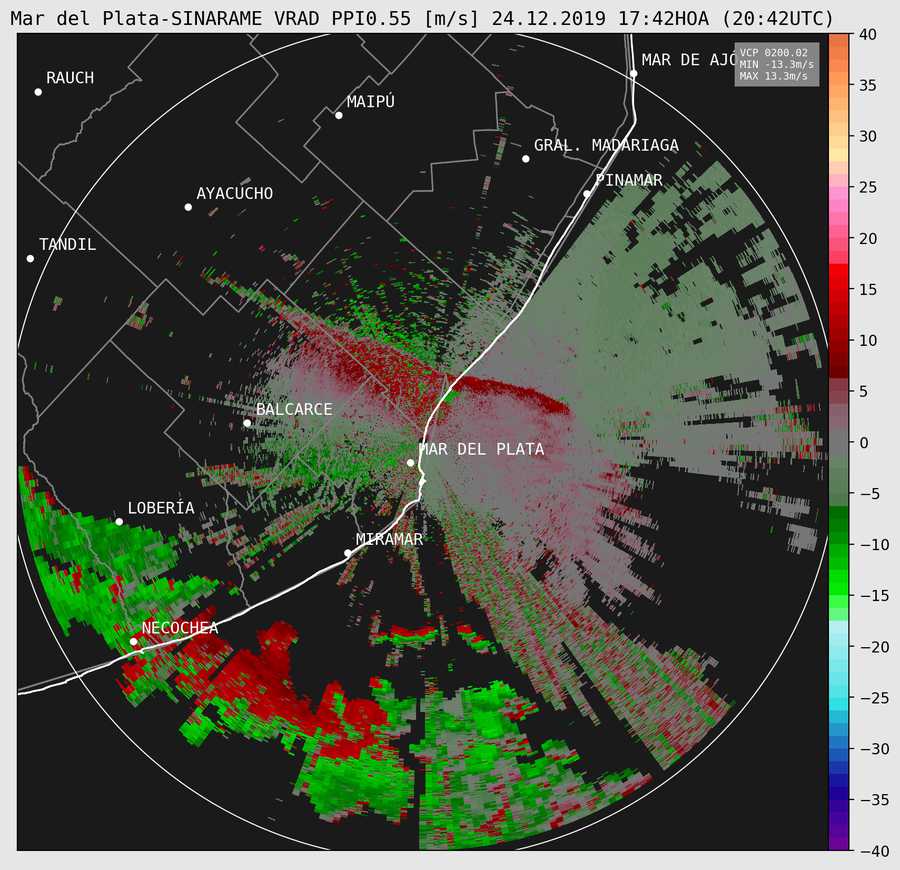 Mar del Plata-SINARAME VRAD PPI0.55 [m/s] 24.12.2019 17:42HOA (20:42UTC)
VCP 0200.02
MIN -13.3m/s
MAX 13.3m/s
MAR DE AJÓ
RAUCH
MAIPÚ
GRAL. MADARIAGA
PINAMAR
AYACUCHO
TANDIL
BALCARCE
MAR DEL PLATA
LOBERÍA
MIRAMAR
NECOCHEA
40
35
30
25
20
15
10
5
0
−5
−10
−15
−20
−25
−30
−35
−40